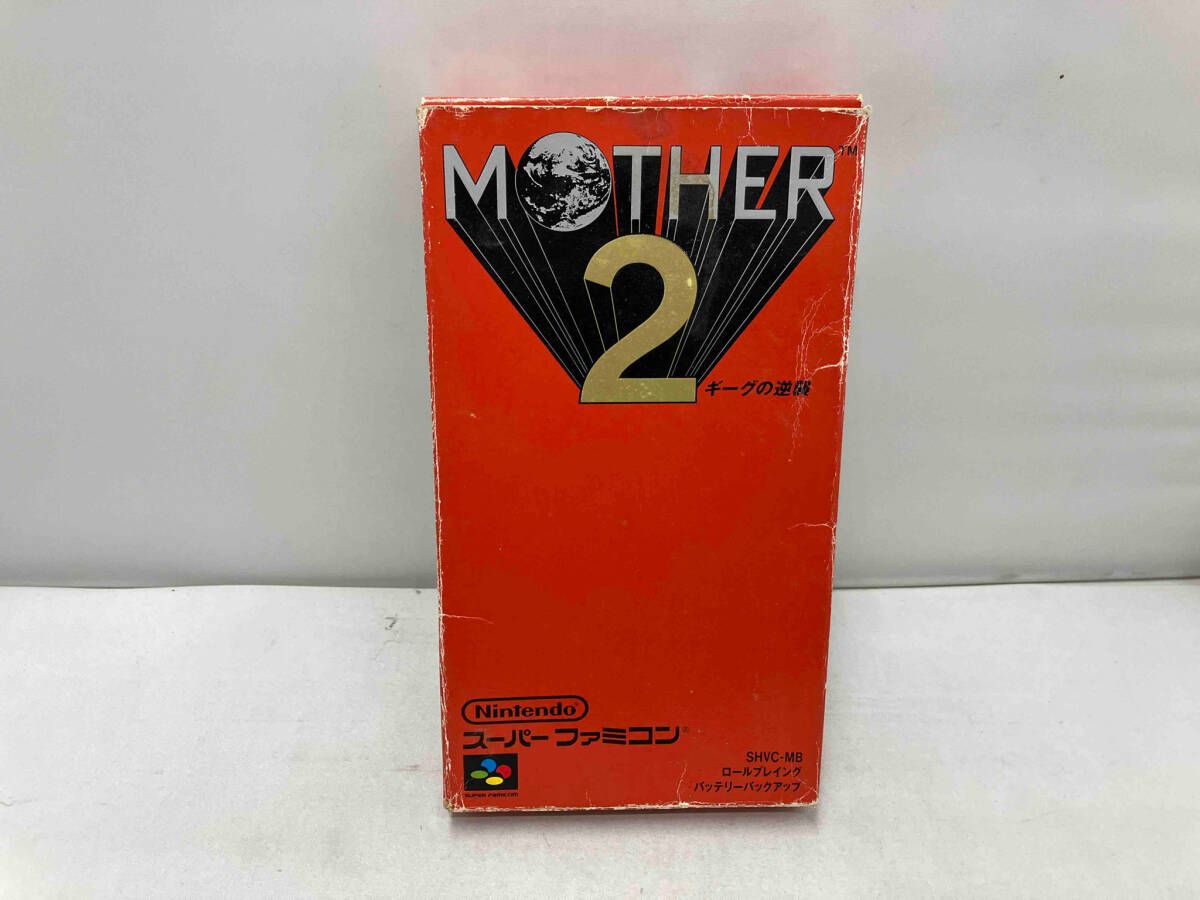 MOTHER™
2
ギーグの逆襲
Nintendo®
スーパーファミコン®
SUPER FAMICOM
SHVC-MB
ロールプレイング
バッテリーバックアップ